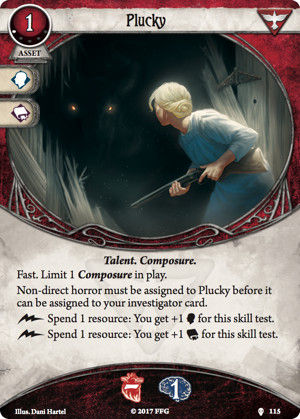 1
Plucky
ASSET
Talent. Composure.
Fast. Limit 1 Composure in play.
Non-direct horror must be assigned to Plucky before it
can be assigned to your investigator card.
Spend 1 resource: You get +1 for this skill test.
Spend 1 resource: You get +1 for this skill test.
1
Illus. Dani Hartel
© 2017 FFG
115